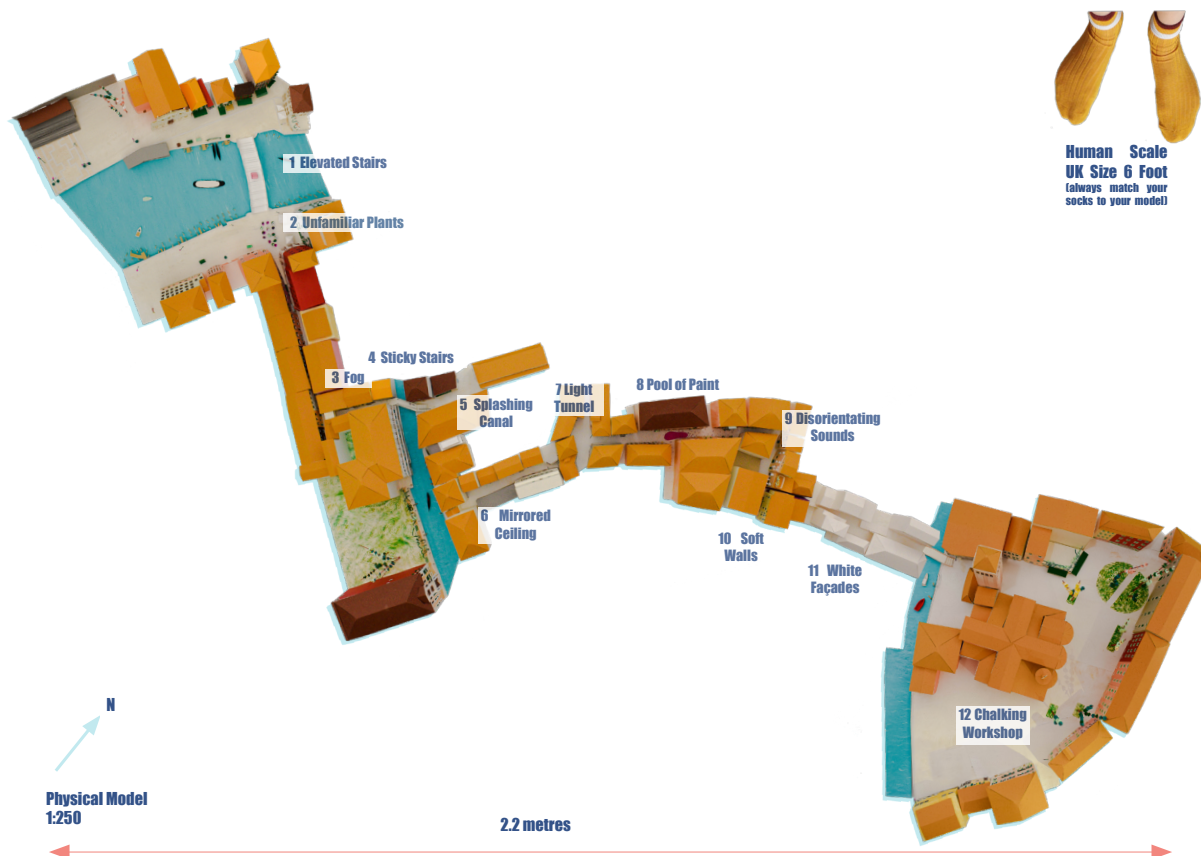 Human Scale
UK Size 6 Foot
(always match your
socks to your model)
1 Elevated Stairs
2 Unfamiliar Plants
3 Fog
4 Sticky Stairs
5 Splashing
Canal
6 Mirrored
Ceiling
7 Light
Tunnel
8 Pool of Paint
9 Disorientating
Sounds
10 Soft
Walls
11 White
Façades
12 Chalking
Workshop
N
Physical Model
1:250
2.2 metres